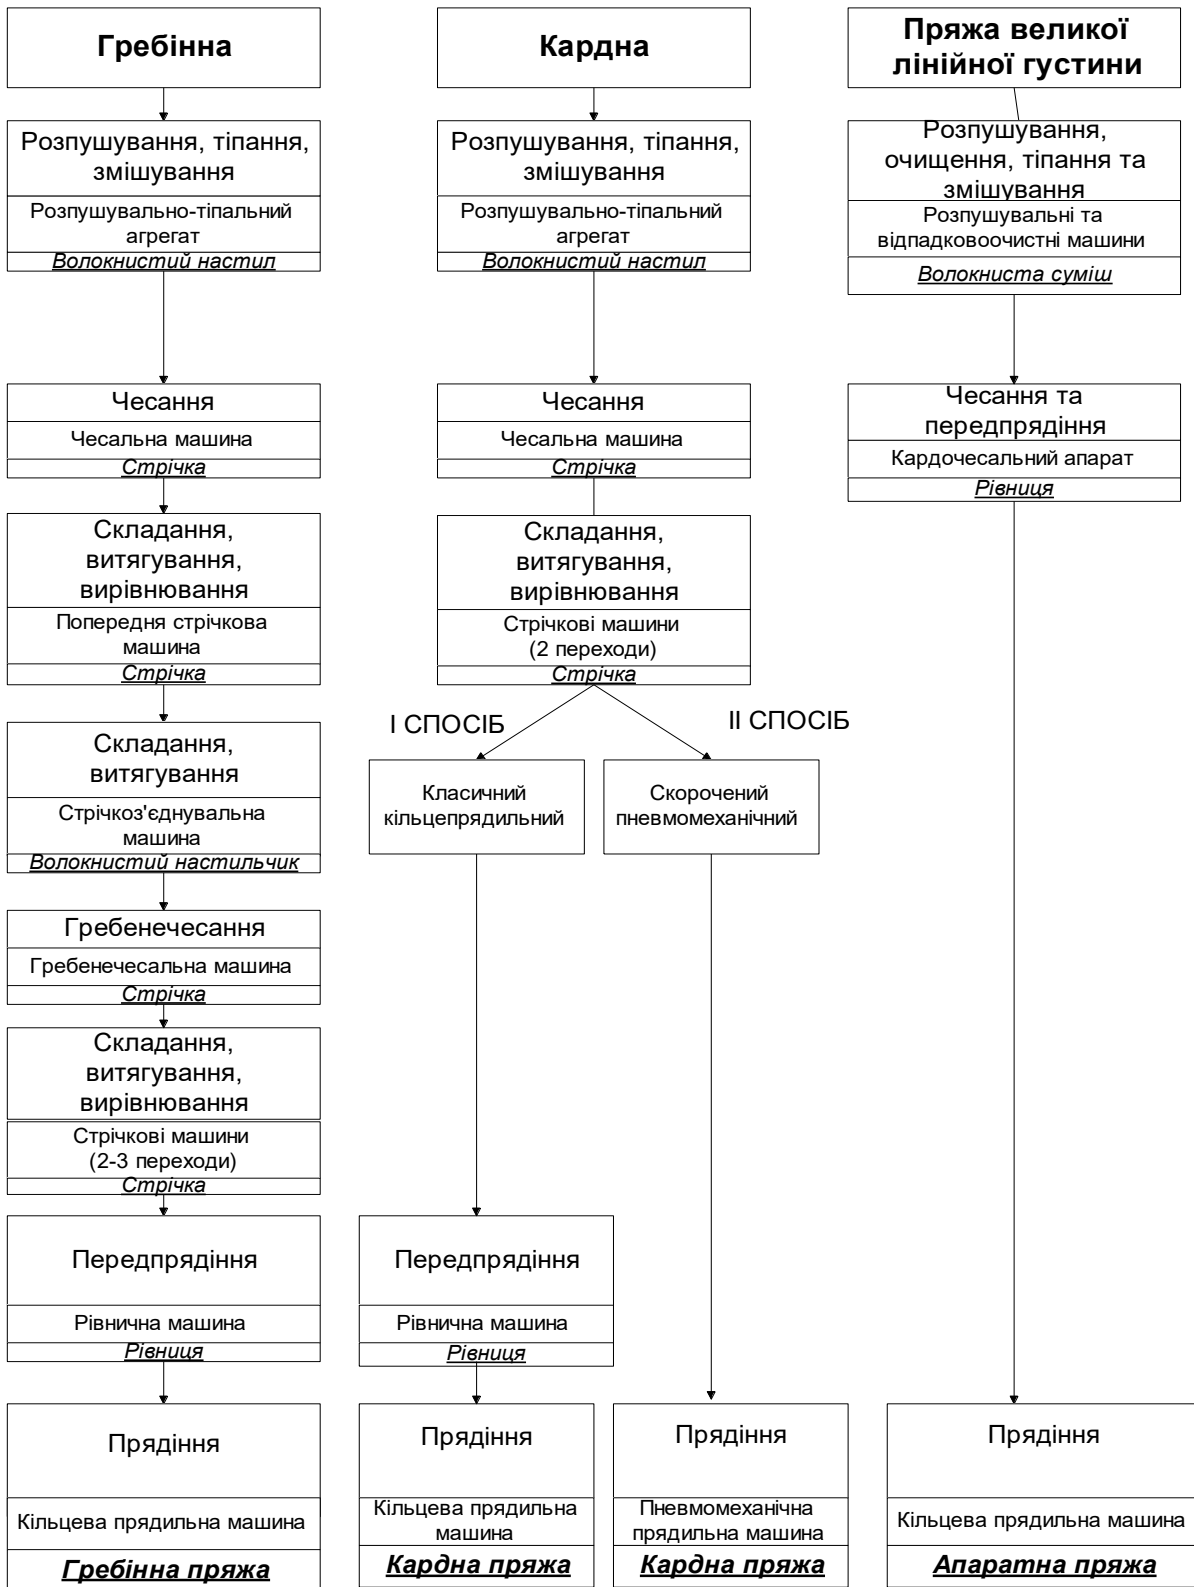 Гребінна
Розпушування, тіпання,
змішування
Розпушувально-тіпальний
агрегат
Волокнистий настил
Чесання
Чесальна машина
Стрічка
Складання,
витягування,
вирівнювання
Попередня стрічкова
машина
Стрічка
Складання,
витягування
Стрічкоз'єднувальна
машина
Волокнистий настильчик
Гребенечесання
Гребенечесальна машина
Стрічка
Складання,
витягування,
вирівнювання
Стрічкові машини
(2-3 переходи)
Стрічка
Передпрядіння
Рівнична машина
Рівниця
Прядіння
Кільцева прядильна машина
Гребінна пряжа
Кардна
Розпушування, тіпання,
змішування
Розпушувально-тіпальний
агрегат
Волокнистий настил
Чесання
Чесальна машина
Стрічка
Складання,
витягування,
вирівнювання
Стрічкові машини
(2 переходи)
Стрічка
І СПОСІБ
Класичний
кільцепрядильний
Передпрядіння
Рівнична машина
Рівниця
Прядіння
Кільцева прядильна
машина
Кардна пряжа
ІІ СПОСІБ
Скорочений
пневмомеханічний
Прядіння
Пневмомеханічна
прядильна машина
Кардна пряжа
Пряжа великої
лінійної густини
Розпушування,
очищення, тіпання та
змішування
Розпушувальні та
відпадковоочистні машини
Волокниста суміш
Чесання та
передпрядіння
Кардочесальний апарат
Рівниця
Прядіння
Кільцева прядильна машина
Апаратна пряжа